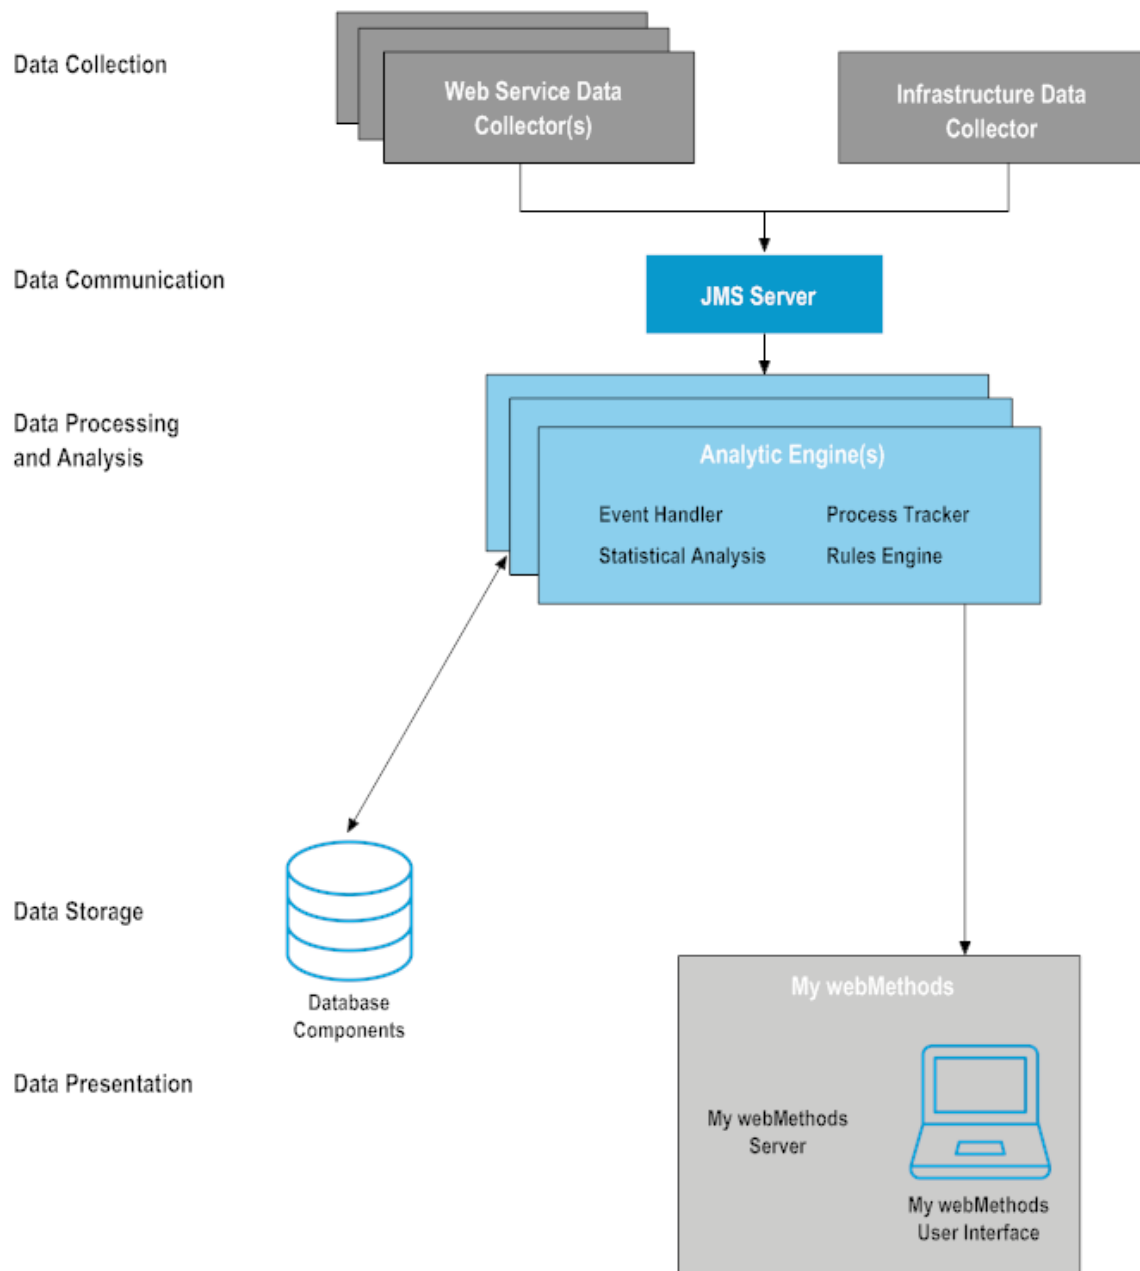 Data Collection
Web Service Data
Collector(s)
Infrastructure Data
Collector
Data Communication
JMS Server
Data Processing
and Analysis
Analytic Engine(s)
Event Handler
Process Tracker
Statistical Analysis
Rules Engine
Data Storage
Database
Components
My webMethods
Data Presentation
My webMethods
Server
My webMethods
User Interface